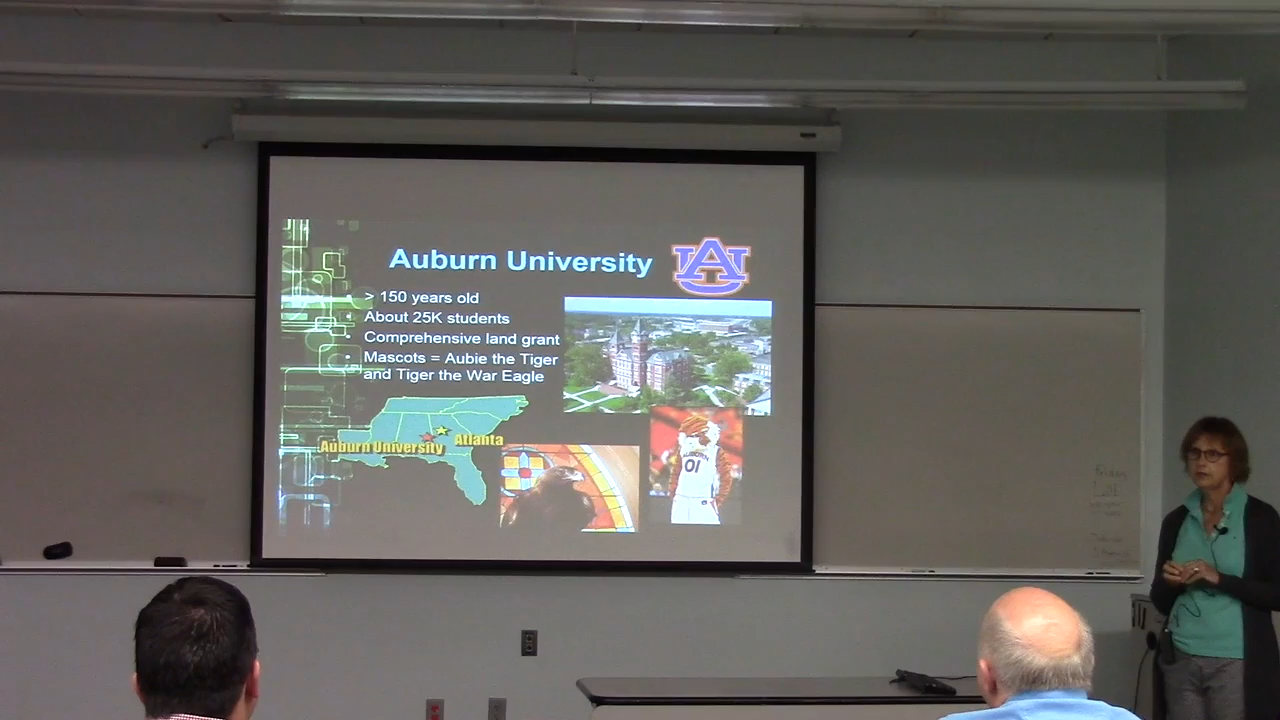 Auburn University
AU
> 150 years old
About 25K students
Comprehensive land grant
Mascots = Aubie the Tiger
and Tiger the War Eagle
Atlanta
Auburn University
01
Friday